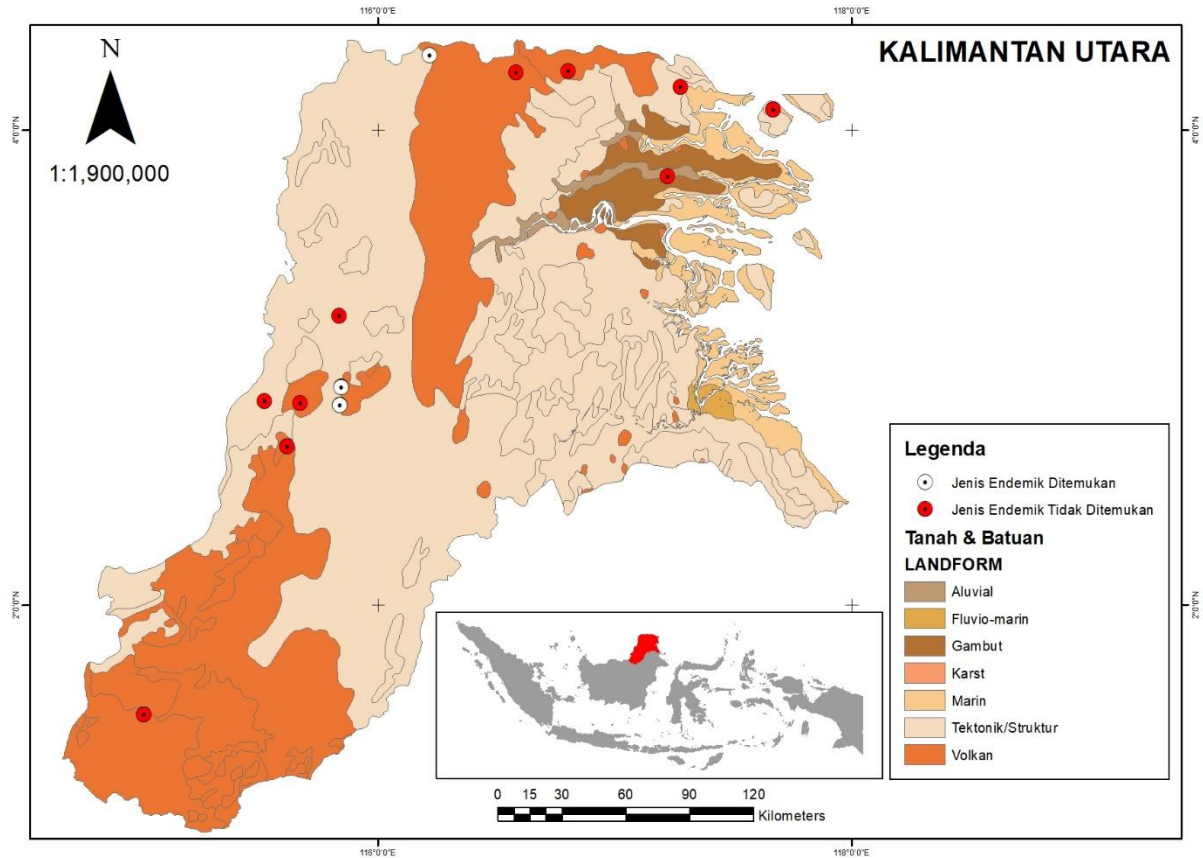 116°0'0"E
118°0'0"E
N
KALIMANTAN UTARA
4°0'0"N
4°0'0"N
1:1,900,000
Legenda
Jenis Endemik Ditemukan
Jenis Endemik Tidak Ditemukan
Tanah & Batuan
LANDFORM
Aluvial
Fluvio-marin
Gambut
Karst
Marin
Tektonik/Struktur
Volkan
2°0'0"N
2°0'0"N
0 15 30 60 90 120
Kilometers
116°0'0"E
118°0'0"E